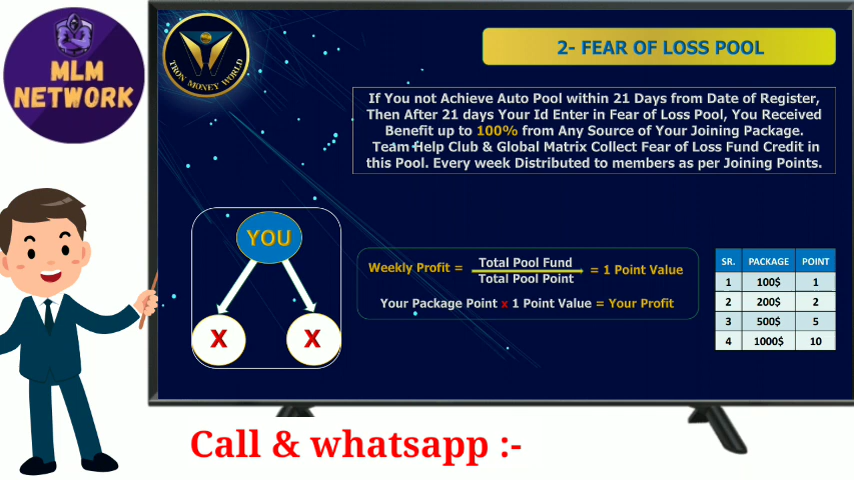 MLM
NETWORK
TRON MONEY WORLD
2- FEAR OF LOSS POOL
If You not Achieve Auto Pool within 21 Days from Date of Register,
Then After 21 days Your Id Enter in Fear of Loss Pool, You Received
Benefit up to 100% from Any Source of Your Joining Package.
Team Help Club & Global Matrix Collect Fear of Loss Fund Credit in
this Pool. Every week Distributed to members as per Joining Points.
YOU
X X
Weekly Profit = Total Pool Fund / Total Pool Point = 1 Point Value
Your Package Point x 1 Point Value = Your Profit
SR. PACKAGE POINT
1 100$ 1
2 200$ 2
3 500$ 5
4 1000$ 10
Call & whatsapp :-